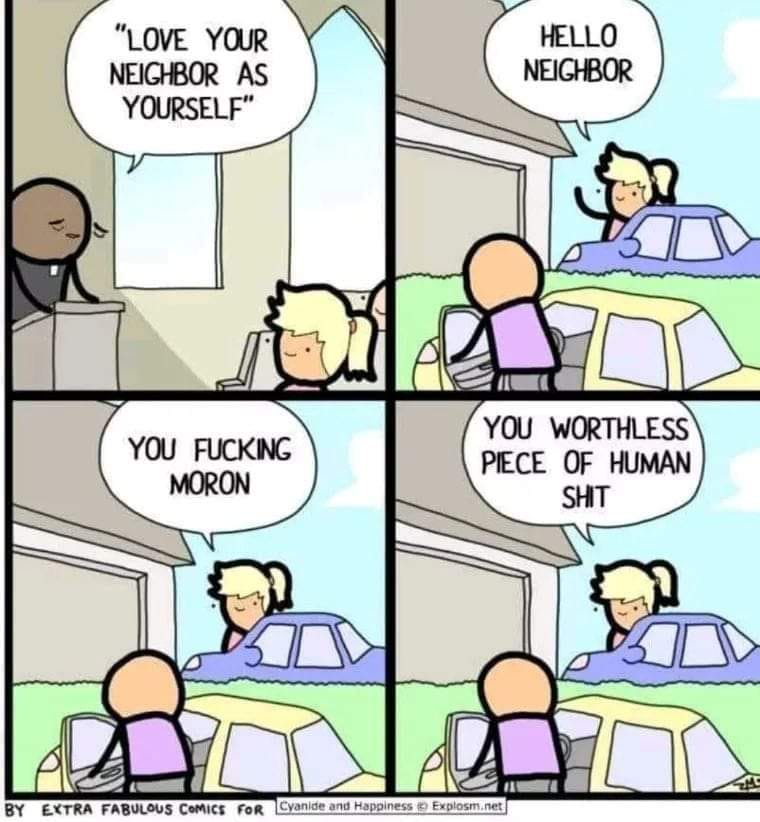 "LOVE YOUR
NEIGHBOR AS
YOURSELF"
HELLO
NEIGHBOR
YOU FUCKING
MORON
YOU WORTHLESS
PIECE OF HUMAN
SHIT
BY EXTRA FABULOUS COMICS FOR Cyanide and Happiness © Explosm.net